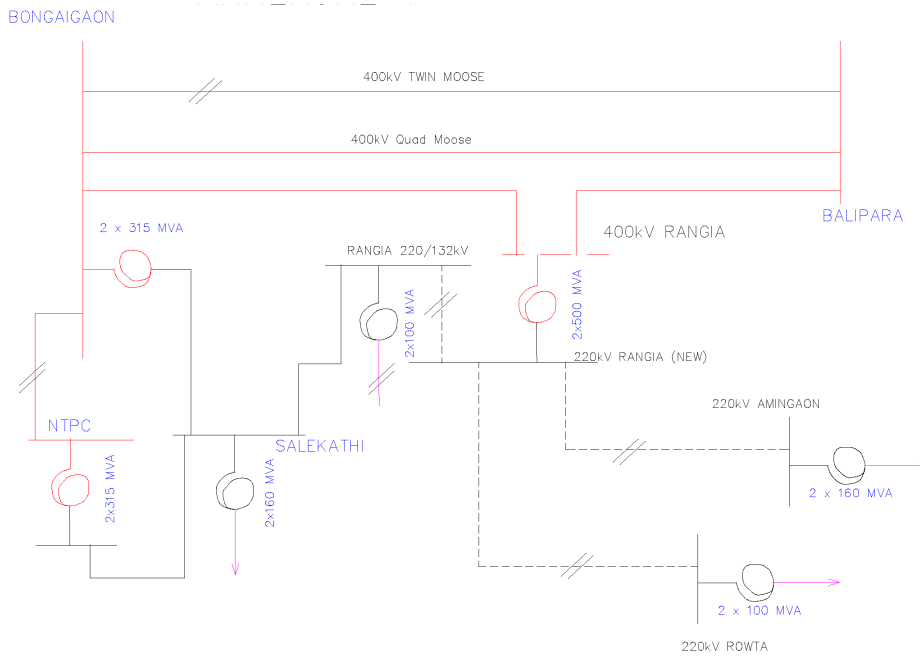 BONGAIGAON
400kV TWIN MOOSE
400kV Quad Moose
BALIPARA
2 x 315 MVA
400kV RANGIA
RANGIA 220/132kV
2x100 MVA
2x500 MVA
220kV RANGIA (NEW)
220kV AMINGAON
NTPC
SALEKATHI
2x315 MVA
2x160 MVA
2 x 160 MVA
2 x 100 MVA
220kV ROWTA